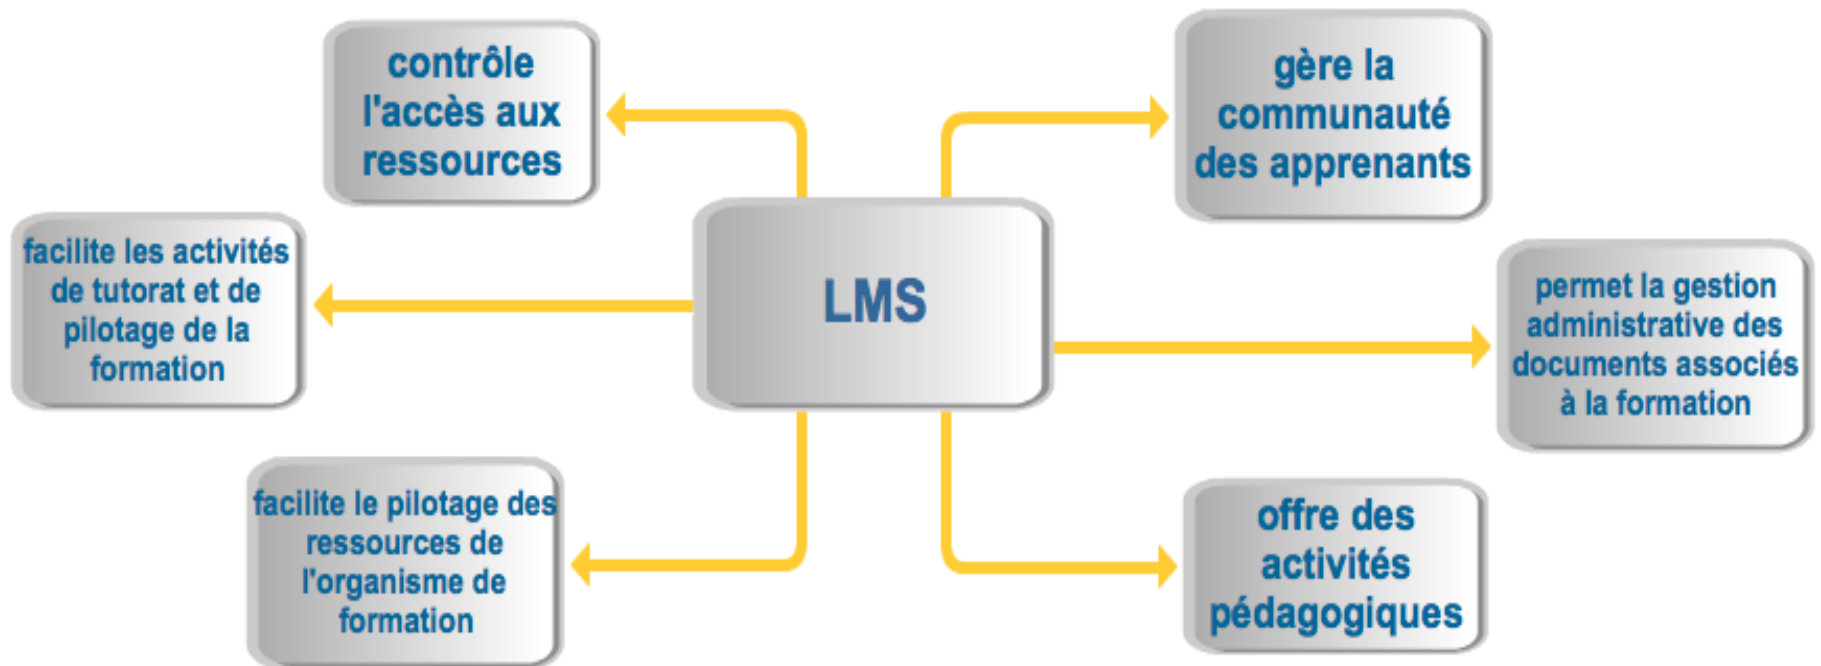 contrôle
l'accès aux
ressources
gère la
communauté
des apprenants
facilite les activités
de tutorat et de
pilotage de la
formation
LMS
permet la gestion
administrative des
documents associés
à la formation
facilite le pilotage des
ressources de
l'organisme de
formation
offre des
activités
pédagogiques